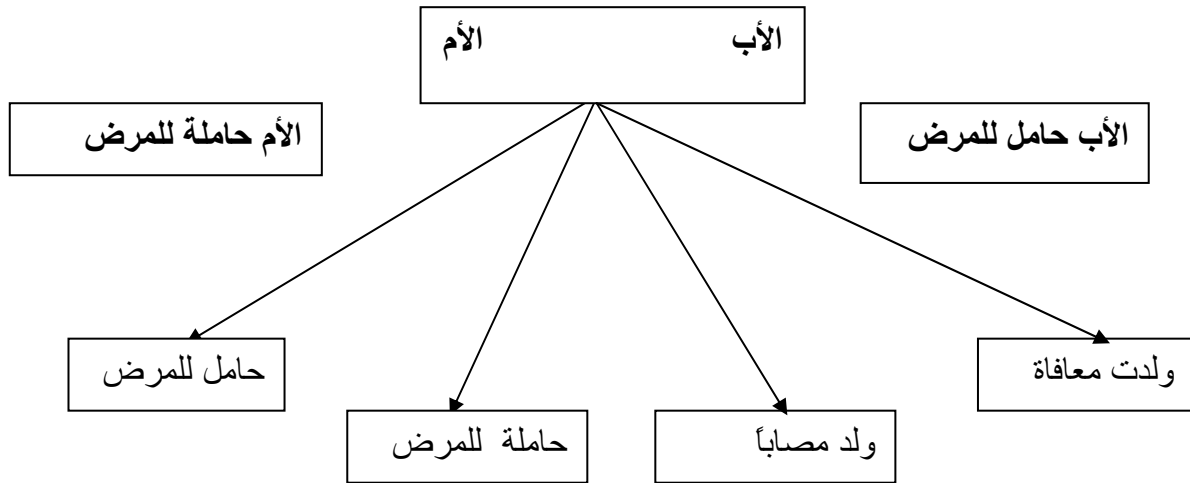 الأب الأم
الأب حامل للمرض
الأم حاملة للمرض
ولدت معافاة
حامل للمرض
ولد مصاباً
حاملة للمرض